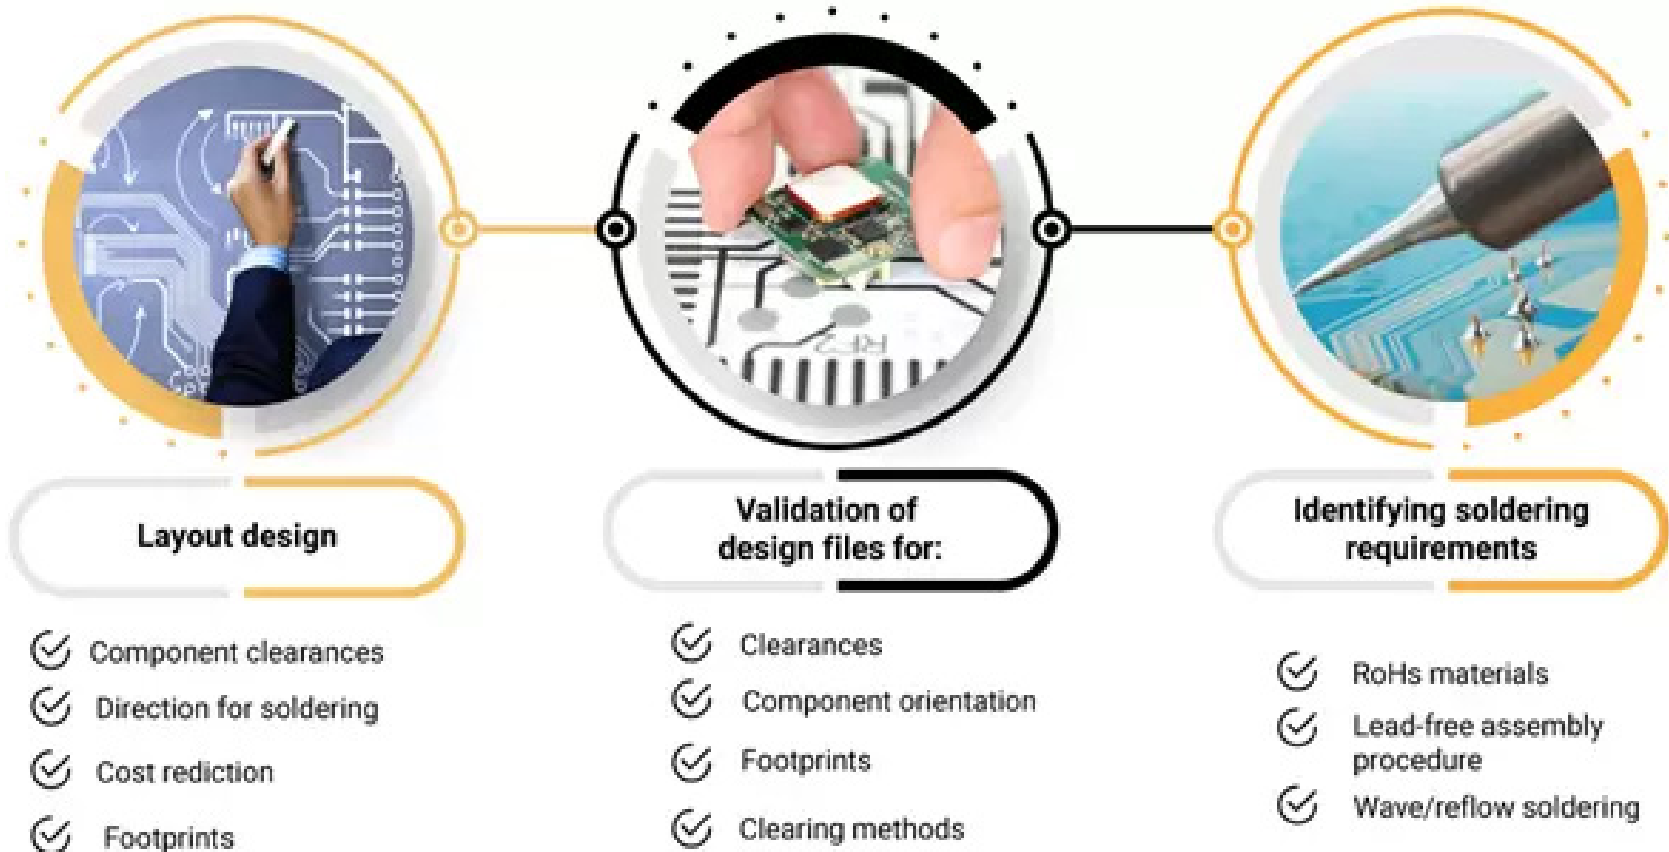 Layout design
Component clearances
Direction for soldering
Cost rediction
Footprints
Validation of
design files for:
Clearances
Component orientation
Footprints
Clearing methods
Identifying soldering
requirements
RoHs materials
Lead-free assembly
procedure
Wave/reflow soldering